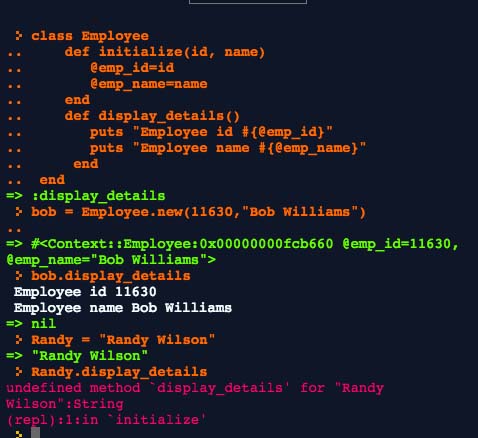 > class Employee
..     def initialize(id, name)
..        @emp_id=id
..        @emp_name=name
..     end
..     def display_details()
..        puts "Employee id #{@emp_id}"
..        puts "Employee name #{@emp_name}"
..      end
..  end
=> :display_details
> bob = Employee.new(11630,"Bob Williams")
..
=> #<Context::Employee:0x00000000fcb660 @emp_id=11630,
@emp_name="Bob Williams">
> bob.display_details
Employee id 11630
Employee name Bob Williams
=> nil
> Randy = "Randy Wilson"
=> "Randy Wilson"
> Randy.display_details
undefined method `display_details' for "Randy
Wilson":String
(repl):1:in `initialize'
>